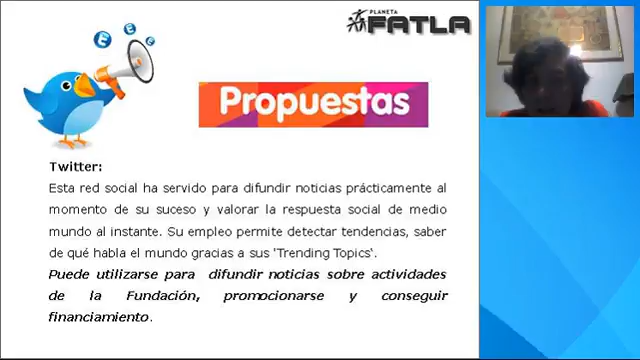 PLANETA
FATLA
Propuestas
Twitter:
Esta red social ha servido para difundir noticias prácticamente al
momento de su suceso y valorar la respuesta social de medio
mundo al instante. Su empleo permite detectar tendencias, saber
de qué habla el mundo gracias a sus 'Trending Topics'.
Puede utilizarse para difundir noticias sobre actividades
de la Fundación, promocionarse y conseguir
financiamiento.